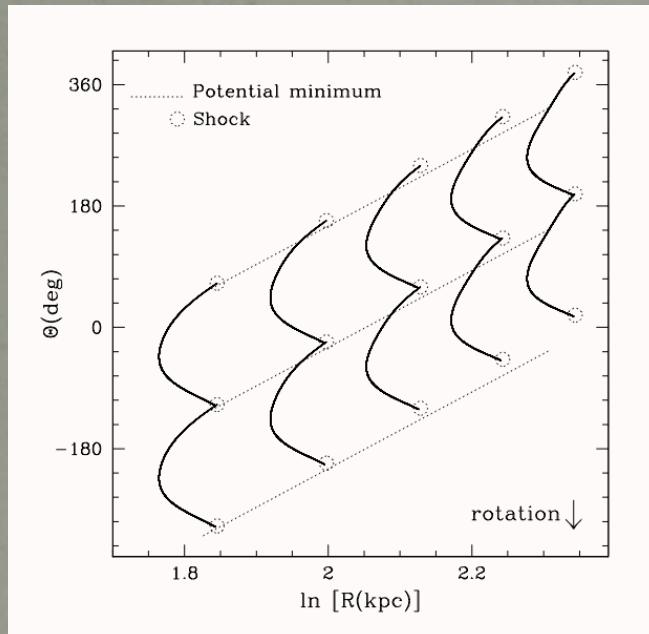 360
180
0
-180
Θ(deg)
Potential minimum
Shock
rotation
1.8
2
2.2
ln [R(kpc)]